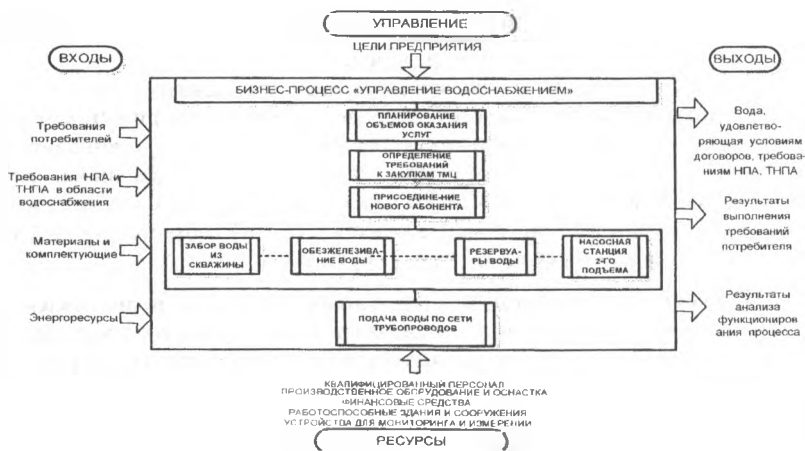 УПРАВЛЕНИЕ
ЦЕЛИ ПРЕДПРИЯТИЯ
ВХОДЫ
ВЫХОДЫ
БИЗНЕС-ПРОЦЕСС «УПРАВЛЕНИЕ ВОДОСНАБЖЕНИЕМ»
ПЛАНИРОВАНИЕ
ОБЪЕМОВ ОКАЗАНИЯ
УСЛУГ
ОПРЕДЕЛЕНИЕ
ТРЕБОВАНИЙ
К ЗАКУПКАМ ТМЦ
ПРИСОЕДИНЕ-НИЕ
НОВОГО АБОНЕНТА
Требования
потребителей
Требования НПА и
ТНПА в области
водоснабжения
Материалы и
комплектующие
Энергоресурсы
ЗАБОР ВОДЫ
ИЗ
СКВАЖИНЫ
ОБЕЗЖЕЛЕЗИВА-
НИЕ ВОДЫ
РЕЗЕРВУА-
РЫ ВОДЫ
НАСОСНАЯ
СТАНЦИЯ
2-ГО
ПОДЪЕМА
ПОДАЧА ВОДЫ ПО СЕТИ
ТРУБОПРОВОДОВ
Вода,
удовлетво-
ряющая условиям
договоров, требова-
ниям НПА, ТНПА
Результаты
выполнения
требований
потребителя
Результаты
анализа
функциониров
ания процесса
КВАЛИФИЦИРОВАННЫЙ ПЕРСОНАЛ
ПРОИЗВОДСТВЕННОЕ ОБОРУДОВАНИЕ И ОСНАСТКА
ФИНАНСОВЫЕ СРЕДСТВА
РАБОТОСПОСОБНЫЕ ЗДАНИЯ И СООРУЖЕНИЯ
УСТРОЙСТВА ДЛЯ МОНИТОРИНГА И ИЗМЕРЕНИИ
РЕСУРСЫ